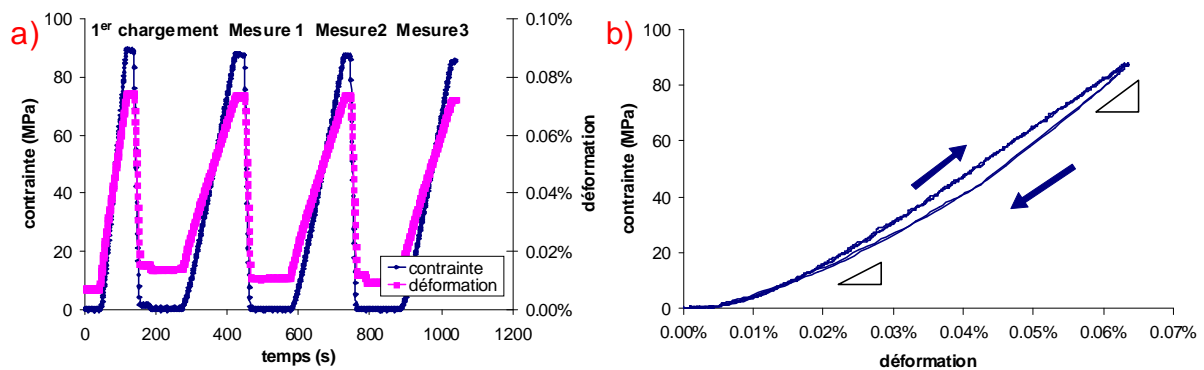 a)
1er chargement Mesure 1 Mesure2 Mesure3
100
80
60
40
20
0
contrainte (MPa)
0.10%
0.08%
0.06%
0.04%
0.02%
0.00%
déformation
contrainte
déformation
0 200 400 600 800 1000 1200
temps (s)
b)
100
80
60
40
20
0
contrainte (MPa)
0.00% 0.01% 0.02% 0.03% 0.04% 0.05% 0.06% 0.07%
déformation